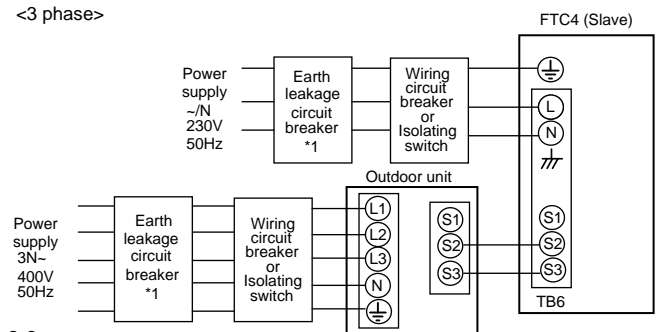 <3 phase>
FTC4 (Slave)
Power
supply
~/N
230V
50Hz
Earth
leakage
circuit
breaker
*1
Wiring
circuit
breaker
or
Isolating
switch
L
N
S1
S2
S3
TB6
Outdoor unit
Power
supply
3N~
400V
50Hz
Earth
leakage
circuit
breaker
*1
Wiring
circuit
breaker
or
Isolating
switch
L1
L2
L3
N
S1
S2
S3